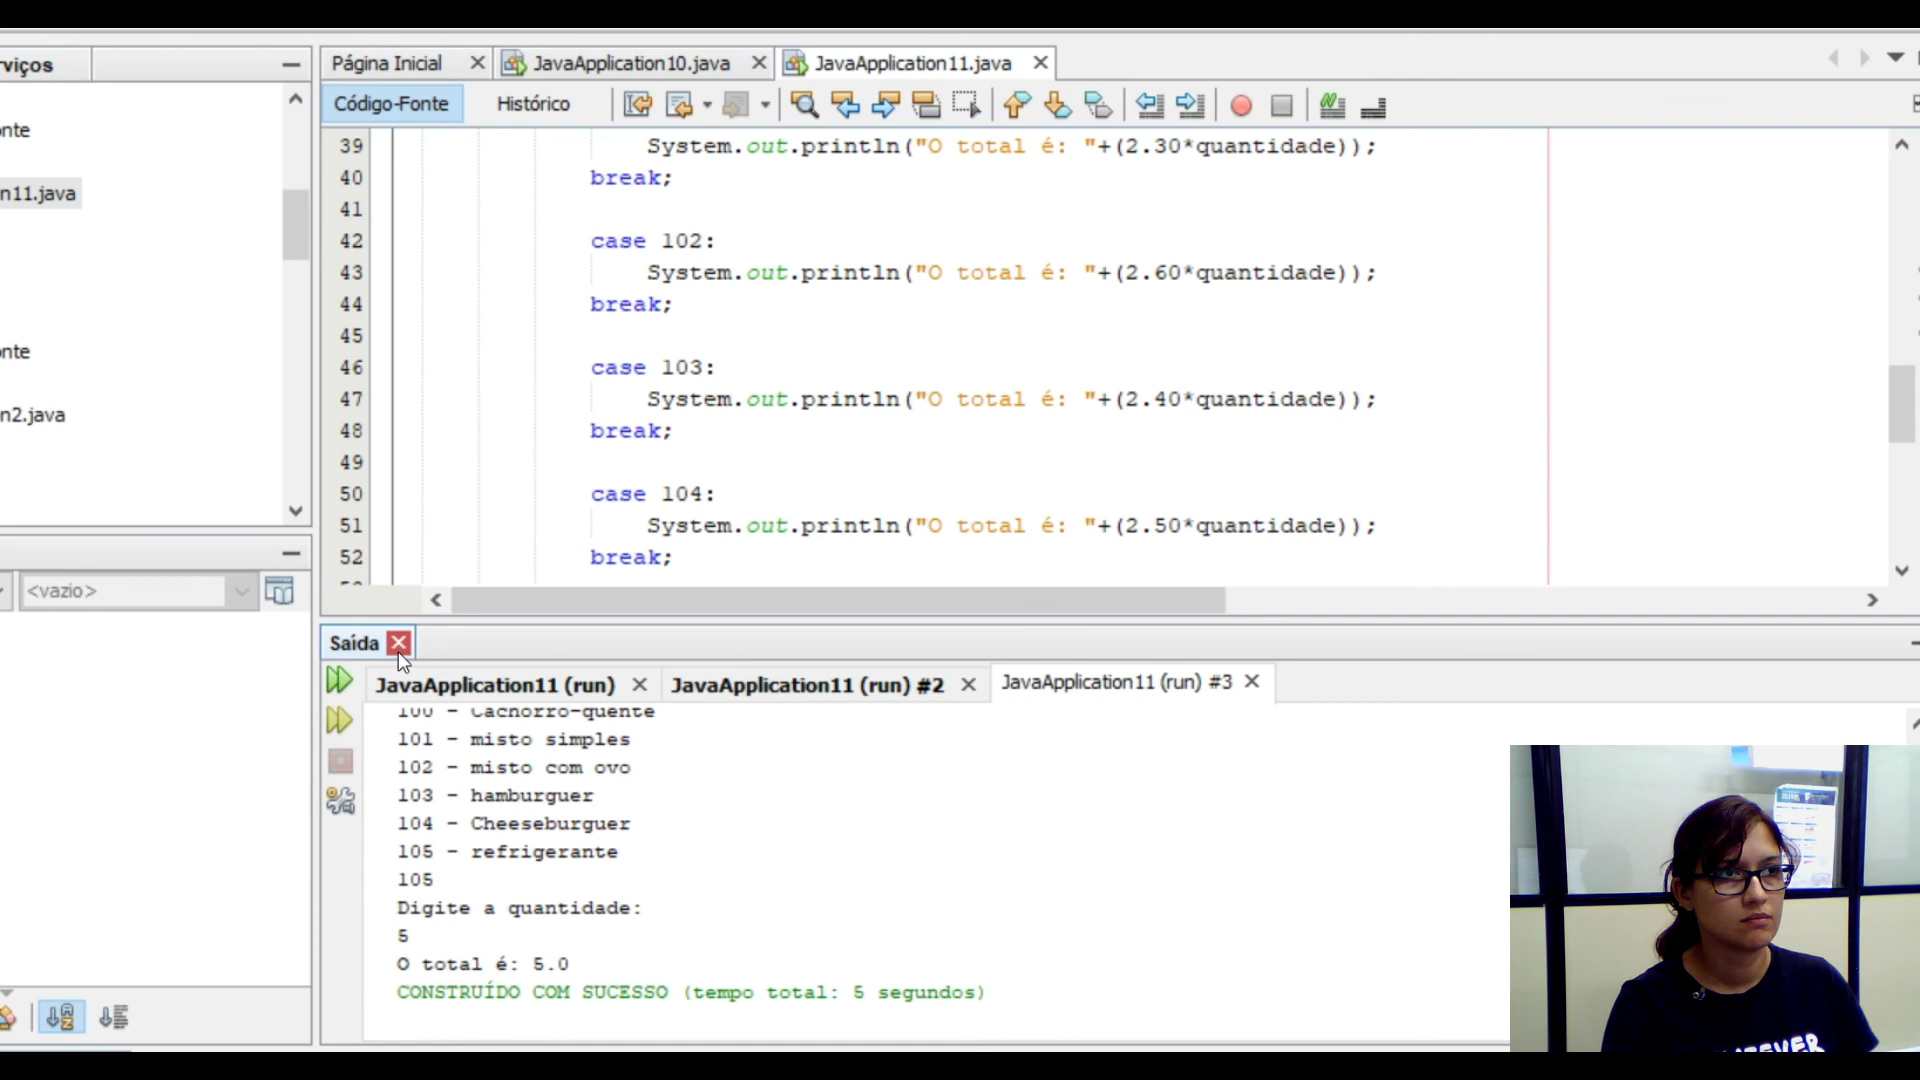 rviços
Página Inicial
JavaApplication10.java
JavaApplication11.java
Código-Fonte
Histórico
onte
n11.java
onte
n2.java
<vazio>
39 System.out.println("O total é: "+(2.30*quantidade));
40 break;
41
42 case 102:
43 System.out.println("O total é: "+(2.60*quantidade));
44 break;
45
46 case 103:
47 System.out.println("O total é: "+(2.40*quantidade));
48 break;
49
50 case 104:
51 System.out.println("O total é: "+(2.50*quantidade));
52 break;
Saída
JavaApplication11 (run)
JavaApplication11 (run) #2
JavaApplication11 (run) #3
100 - Cachorro-quente
101 - misto simples
102 - misto com ovo
103 - hamburguer
104 - Cheeseburguer
105 - refrigerante
105
Digite a quantidade:
5
O total é: 5.0
CONSTRUÍDO COM SUCESSO (tempo total: 5 segundos)